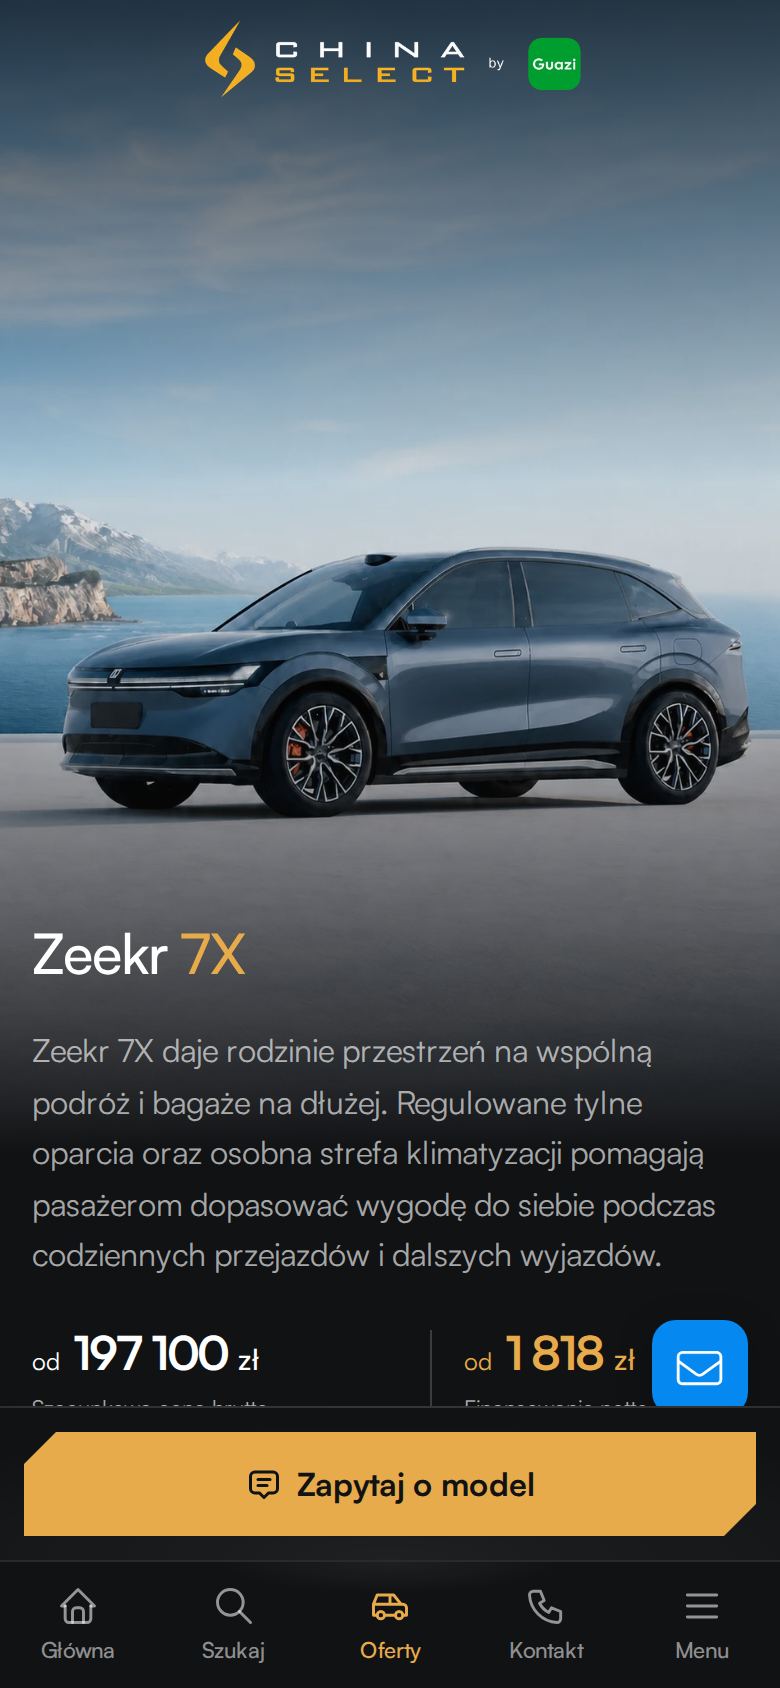 CHINA
SELECT
by
Guazi
Zeekr 7X
Zeekr 7X daje rodzinie przestrzeń na wspólną
podróż i bagaże na dłużej. Regulowane tylne
oparcia oraz osobna strefa klimatyzacji pomagają
pasażerom dopasować wygodę do siebie podczas
codziennych przejazdów i dalszych wyjazdów.
od 197 100 zł
od 1 818 zł
Zapytaj o model
Główna
Szukaj
Oferty
Kontakt
Menu